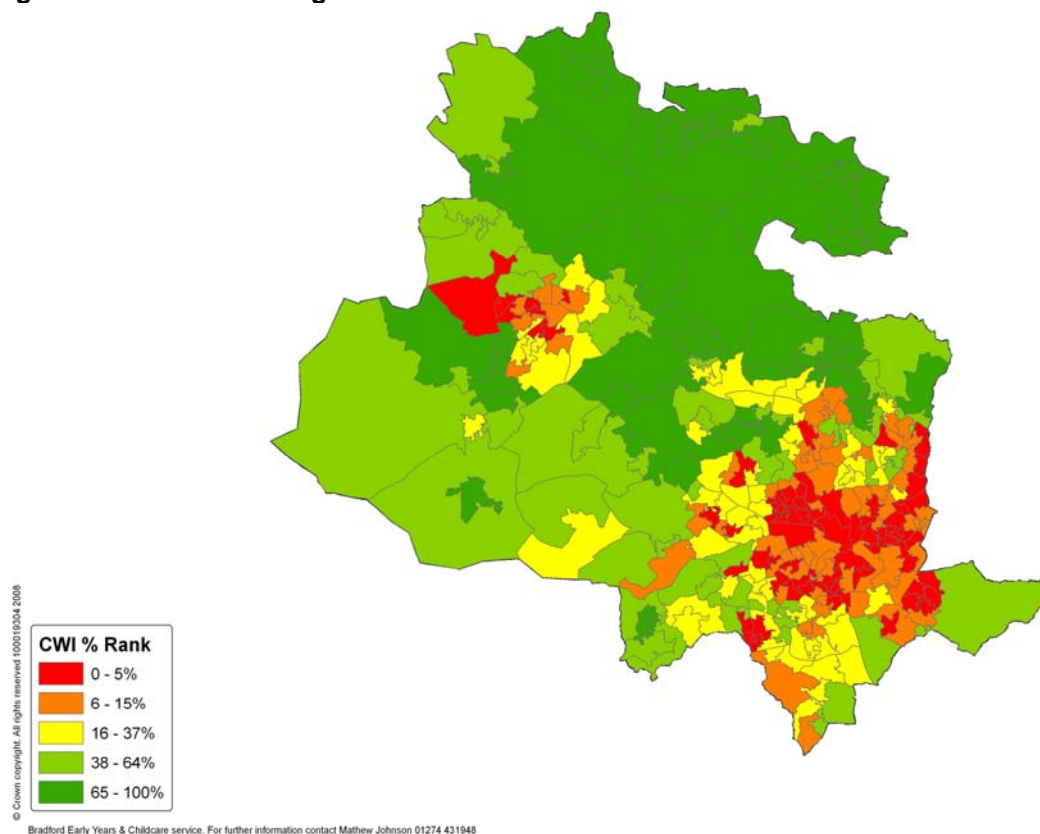 CWI % Rank
0 - 5%
6 - 15%
16 - 37%
38 - 64%
65 - 100%
© Crown copyright. All rights reserved 100019304 2008
Bradford Early Years & Childcare service. For further information contact Mathew Johnson 01274 431948